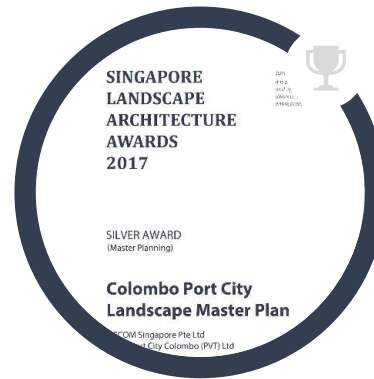 SINGAPORE
LANDSCAPE
ARCHITECTURE
AWARDS
2017
SILVER AWARD
(Master Planning)
Colombo Port City
Landscape Master Plan
Singapore Pte Ltd
City Colombo (PVT) Ltd